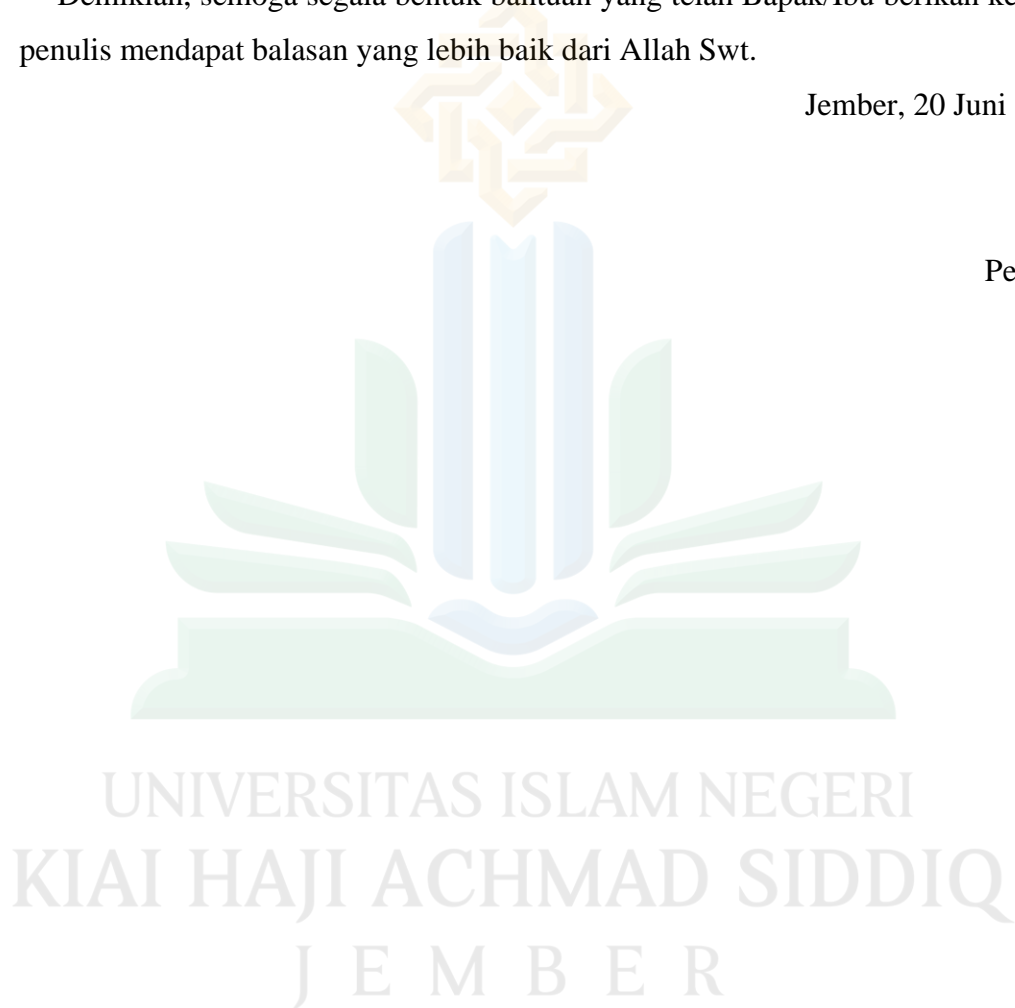 Demikian, semoga segala bentuk bantuan yang telah Bapak/Ibu berikan ke
penulis mendapat balasan yang lebih baik dari Allah Swt.
Jember, 20 Juni
Pe
UNIVERSITAS ISLAM NEGERI
KIAI HAJI ACHMAD SIDDIQ
JEMBER